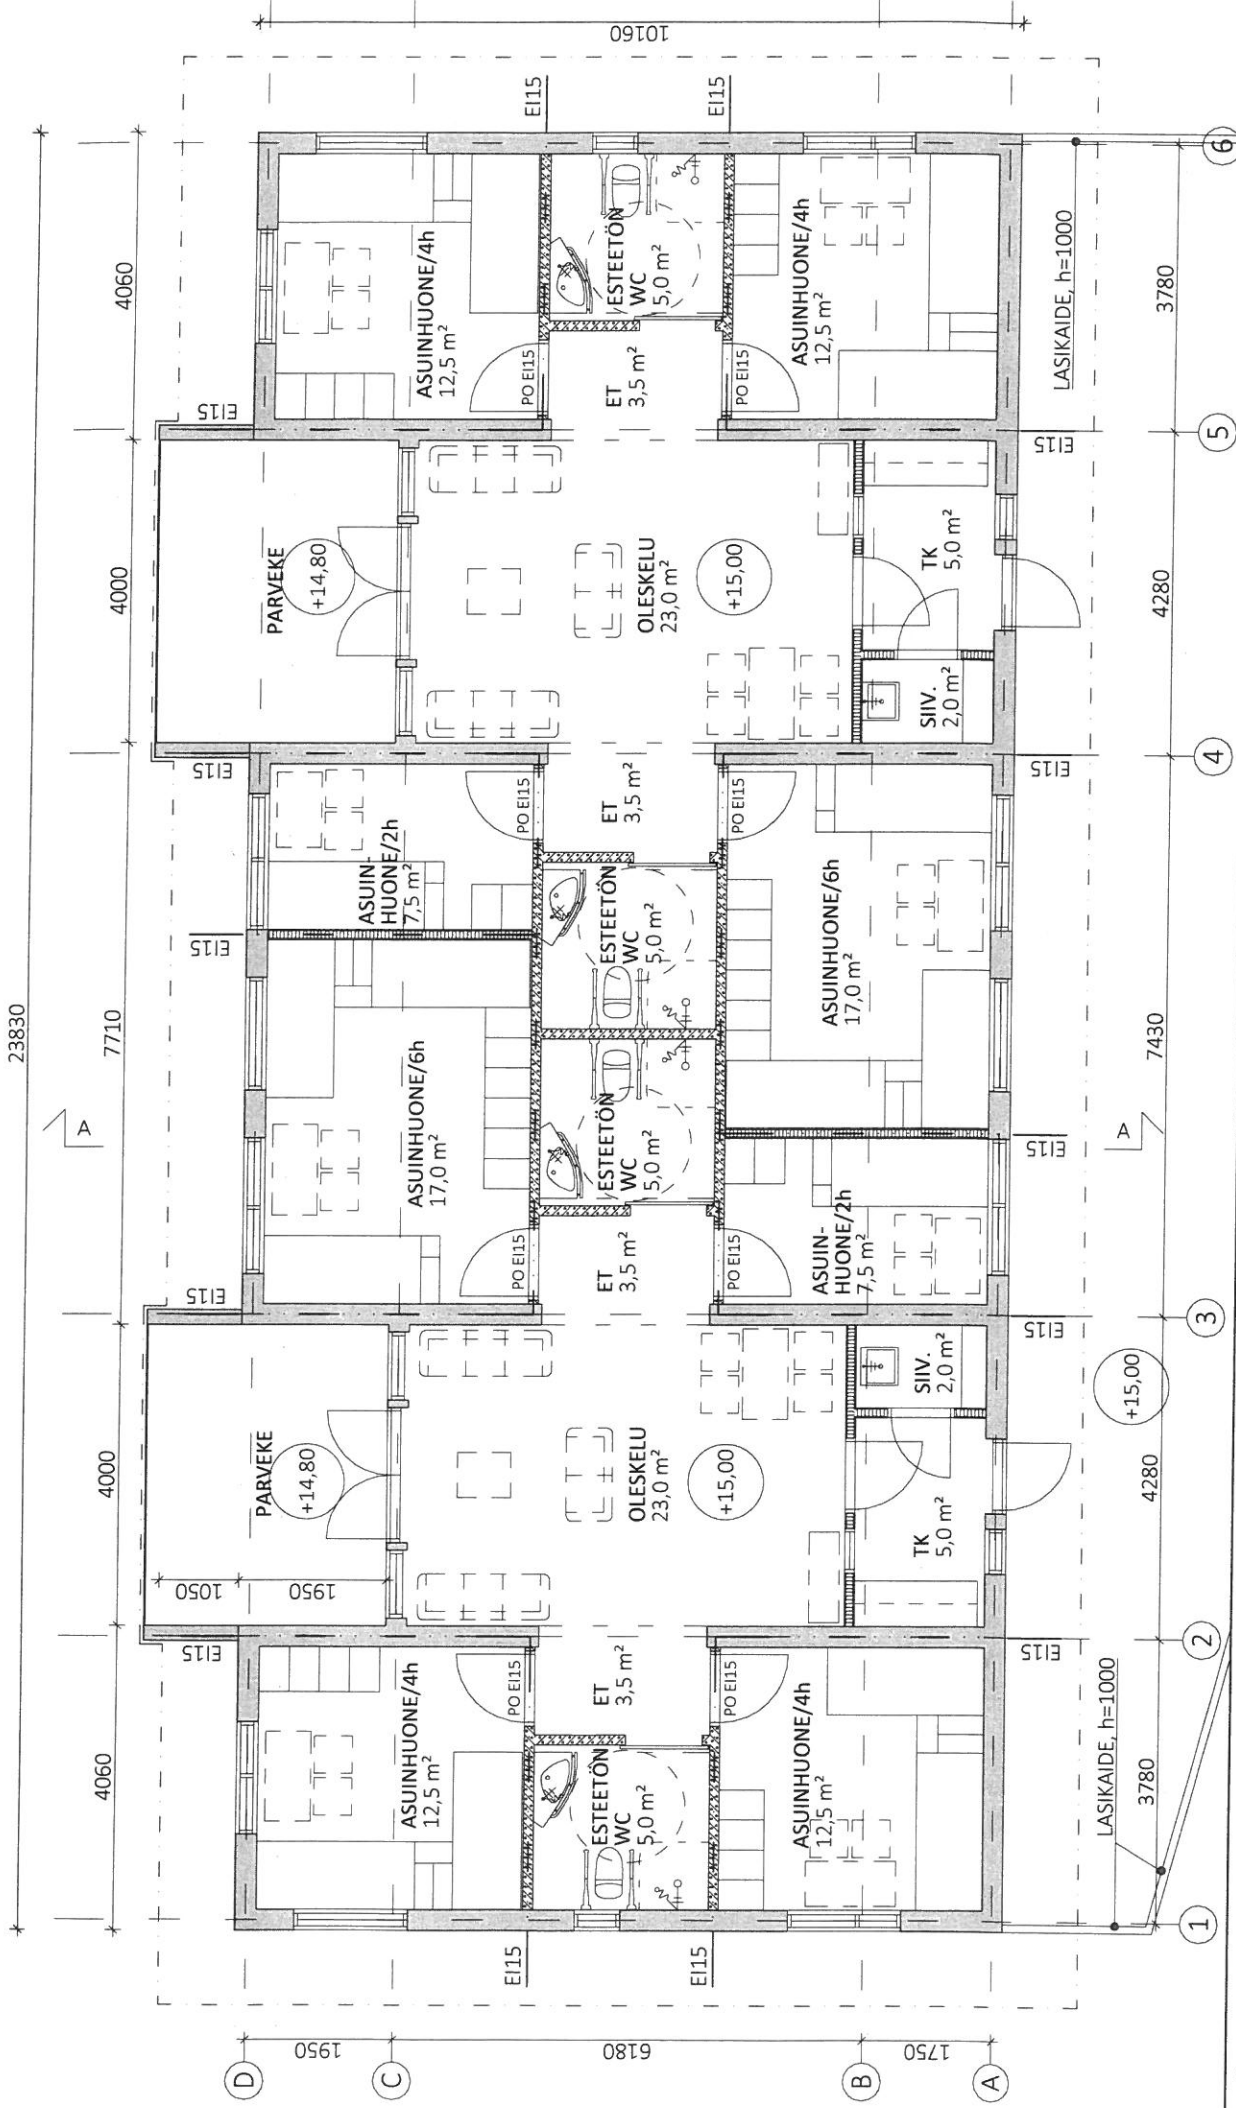 23830
4060
4000
7710
4000
4060
10160
1950
6180
1750
D
C
B
A
1
2
3
4
5
6
A
A
EI15
EI15
EI15
EI15
EI15
EI15
EI15
EI15
EI15
EI15
EI15
EI15
EI15
EI15
PARVEKE
+14,80
1050
1950
PARVEKE
+14,80
ASUINHUONE/4h
12,5 m²
PO EI15
ET
3,5 m²
ESTEETÖN
WC
5,0 m²
PO EI15
ASUINHUONE/4h
12,5 m²
OLESKELU
23,0 m²
+15,00
TK
5,0 m²
SIIV.
2,0 m²
ASUINHUONE/6h
17,0 m²
PO EI15
ET
3,5 m²
ESTEETÖN
WC
5,0 m²
PO EI15
ASUIN-
HUONE/2h
7,5 m²
ASUIN-
HUONE/2h
7,5 m²
PO EI15
ET
3,5 m²
ESTEETÖN
WC
5,0 m²
PO EI15
ASUINHUONE/6h
17,0 m²
OLESKELU
23,0 m²
+15,00
TK
5,0 m²
SIIV.
2,0 m²
ASUINHUONE/4h
12,5 m²
PO EI15
ET
3,5 m²
ESTEETÖN
WC
5,0 m²
PO EI15
ASUINHUONE/4h
12,5 m²
+15,00
LASIKAIDE, h=1000
LASIKAIDE, h=1000
3780
4280
7430
4280
3780